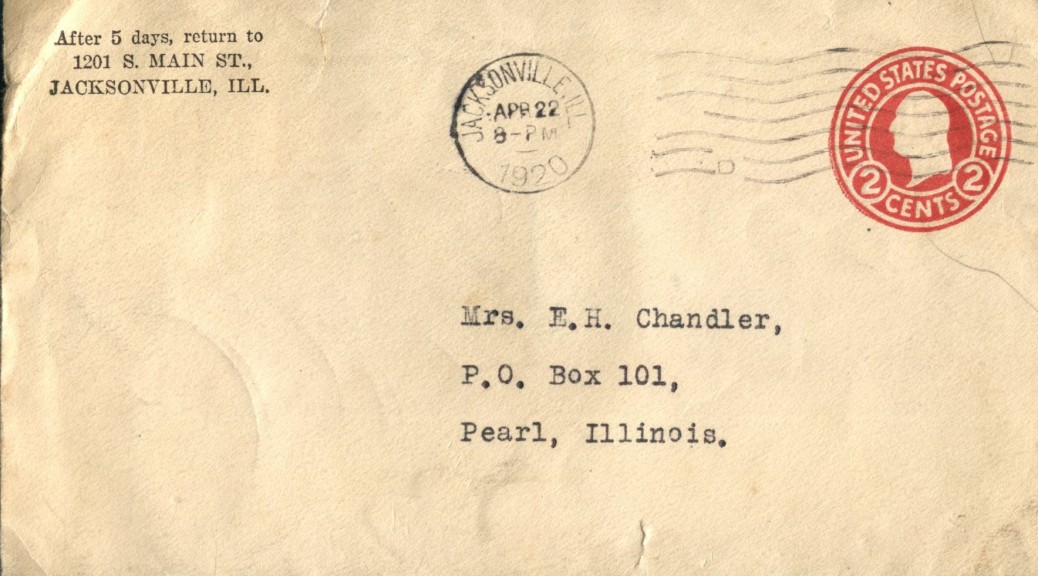 After 5 days, return to
1201 S. MAIN ST.,
JACKSONVILLE, ILL.
JACKSONVILLE, ILL.
APR 22
8-PM
1920
D
UNITED STATES POSTAGE
2 CENTS 2
Mrs. E.H. Chandler,
P.O. Box 101,
Pearl, Illinois.